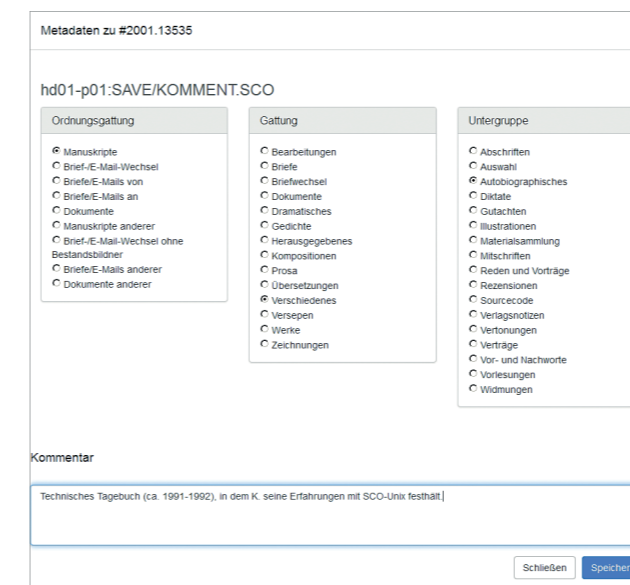 Metadaten zu #2001.13535
hd01-p01:SAVE/KOMMENT.SCO
Ordnungsgattung
Manuskripte
Brief-/E-Mail-Wechsel
Briefe/E-Mails von
Briefe/E-Mails an
Dokumente
Manuskripte anderer
Brief-/E-Mail-Wechsel ohne
Bestandsbildner
Briefe/E-Mails anderer
Dokumente anderer
Gattung
Bearbeitungen
Briefe
Briefwechsel
Dokumente
Dramatisches
Gedichte
Herausgegebenes
Kompositionen
Prosa
Übersetzungen
Verschiedenes
Versepen
Werke
Zeichnungen
Untergruppe
Abschriften
Auswahl
Autobiographisches
Diktate
Gutachten
Illustrationen
Materialsammlung
Mitschriften
Reden und Vorträge
Rezensionen
Sourcecode
Verlagsnotizen
Vertonungen
Verträge
Vor- und Nachworte
Vorlesungen
Widmungen
Kommentar
Technisches Tagebuch (ca. 1991-1992), in dem K. seine Erfahrungen mit SCO-Unix festhält.
Schließen
Speicher